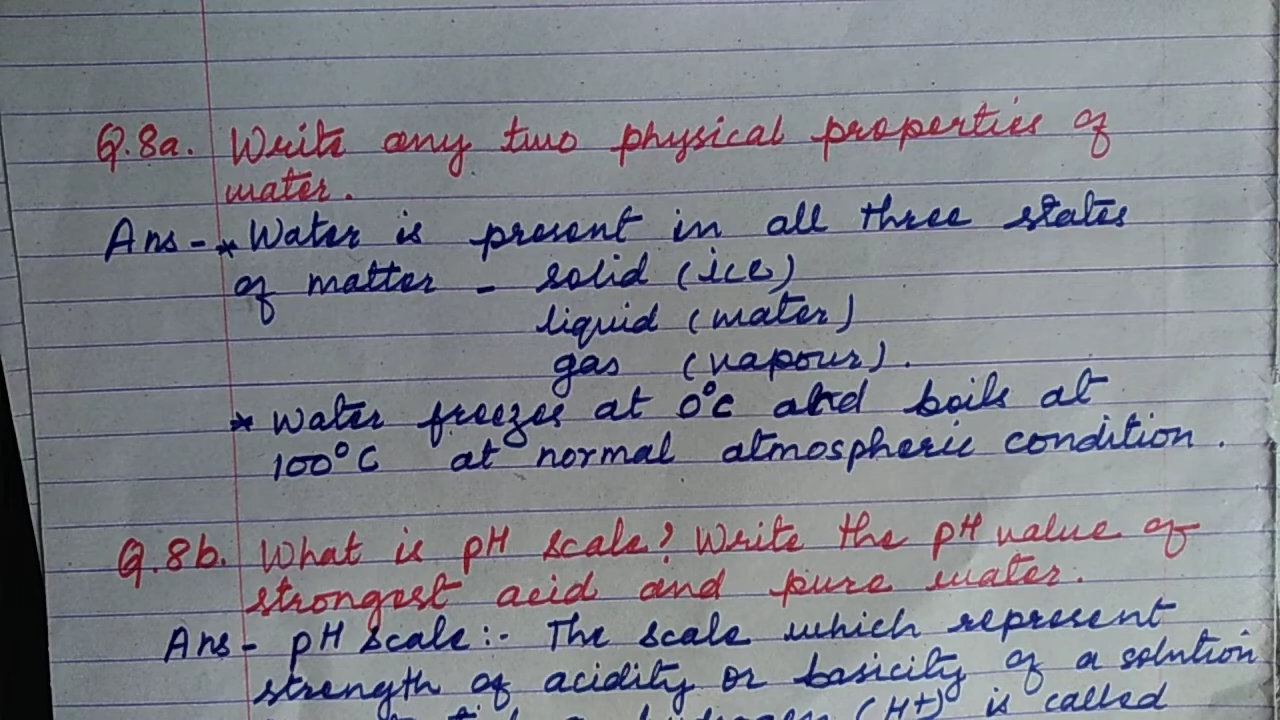 Q.8a. Write any two physical properties of
water.
Ans - * Water is present in all three states
of matter - solid (ice)
liquid (water)
gas (vapour).
* Water freezes at 0°C and boils at
100°C at normal atmospheric condition.
Q.8b. What is pH scale? Write the pH value of
strongest acid and pure water.
Ans - pH scale :- The scale which represent
strength of acidity or basicity of a solution
(H+) is called